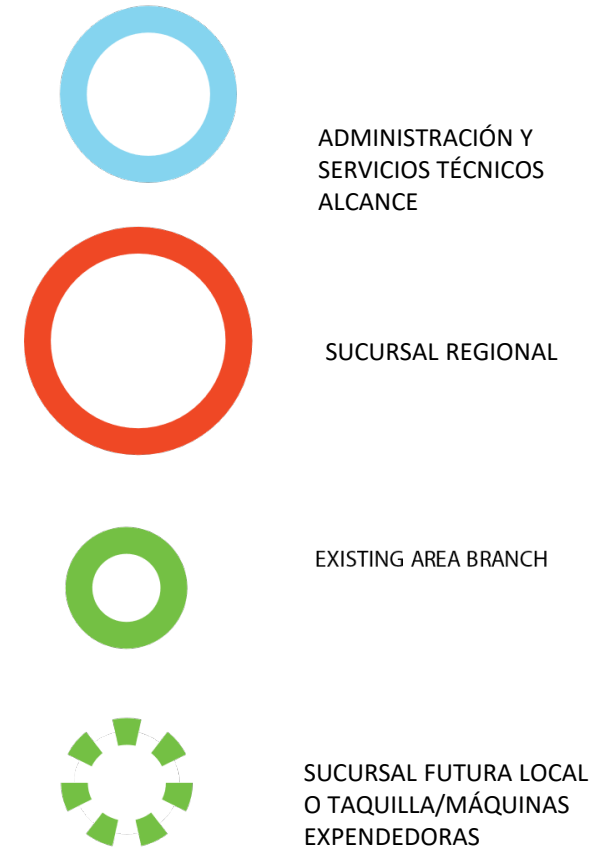 ADMINISTRACIÓN Y
SERVICIOS TÉCNICOS
ALCANCE
SUCURSAL REGIONAL
EXISTING AREA BRANCH
SUCURSAL FUTURA LOCAL
O TAQUILLA/MÁQUINAS
EXPENDEDORAS